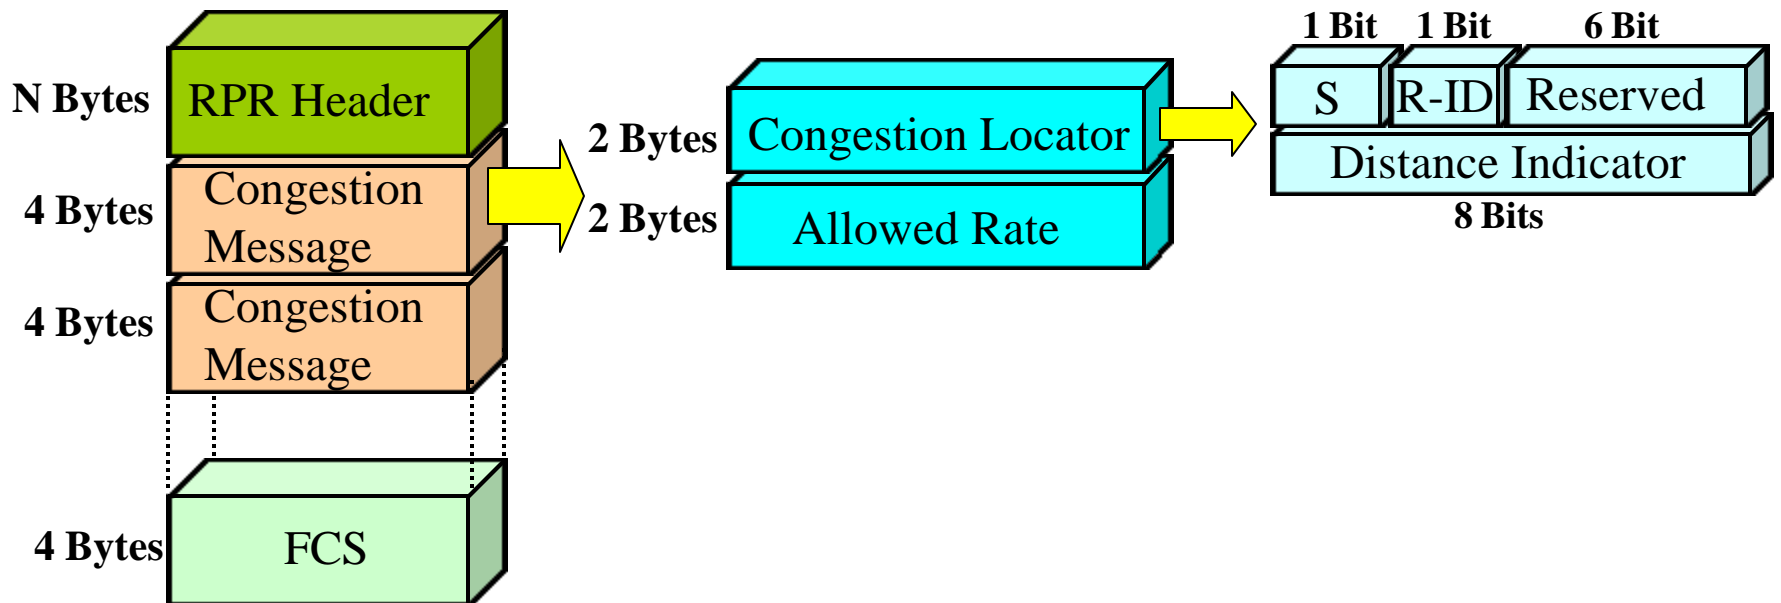 N Bytes
RPR Header
4 Bytes
Congestion
Message
4 Bytes
Congestion
Message
4 Bytes
FCS
2 Bytes
Congestion Locator
2 Bytes
Allowed Rate
1 Bit
1 Bit
6 Bit
S
R-ID
Reserved
Distance Indicator
8 Bits